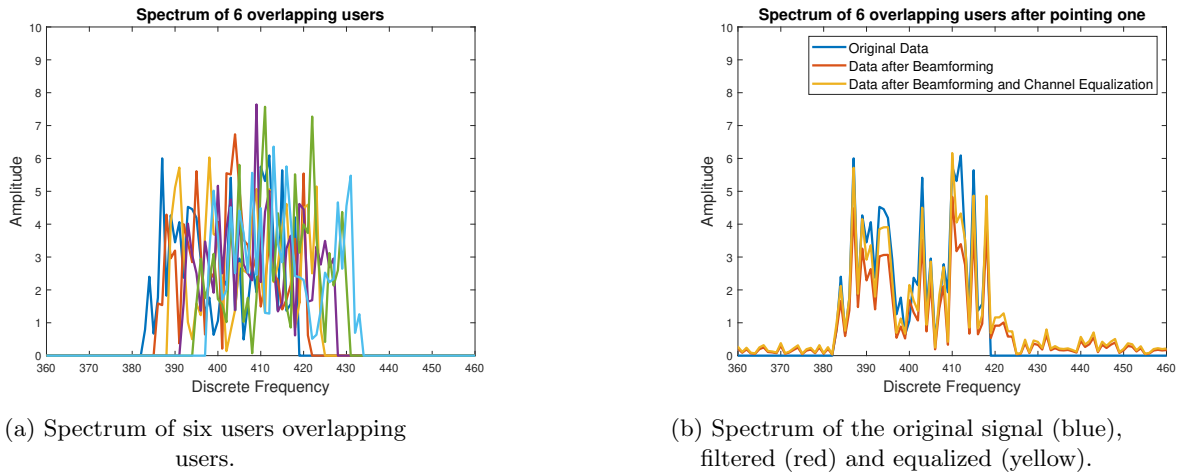 Spectrum of 6 overlapping users
10
9
8
7
6
5
4
3
2
1
0
Amplitude
360 370 380 390 400 410 420 430 440 450 460
Discrete Frequency
(a) Spectrum of six users overlapping
users.
Spectrum of 6 overlapping users after pointing one
Original Data
Data after Beamforming
Data after Beamforming and Channel Equalization
10
9
8
7
6
5
4
3
2
1
0
Amplitude
360 370 380 390 400 410 420 430 440 450 460
Discrete Frequency
(b) Spectrum of the original signal (blue),
filtered (red) and equalized (yellow).